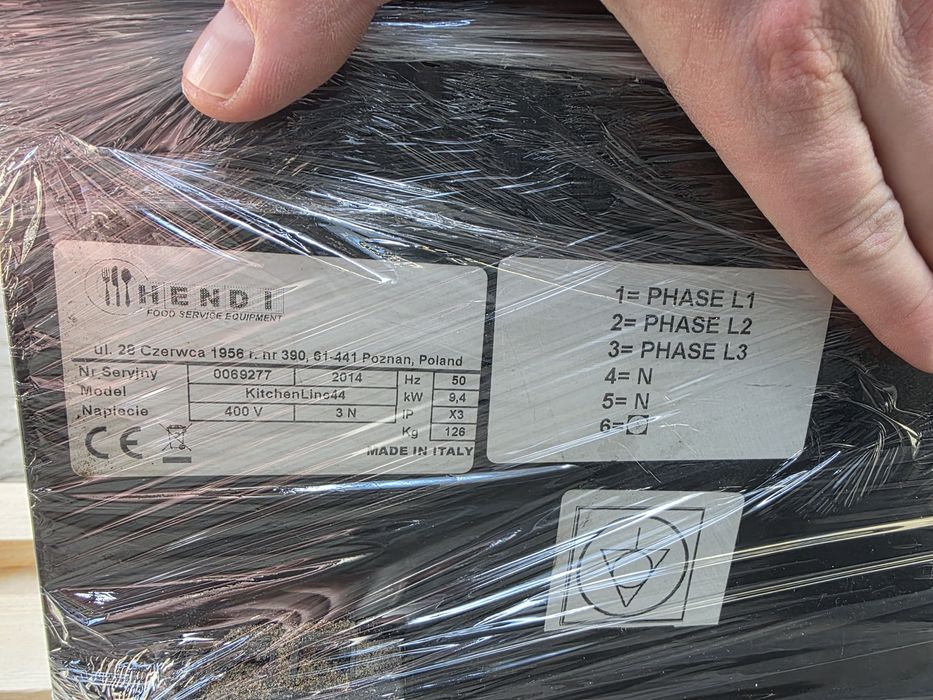 HENDI
FOOD SERVICE EQUIPMENT
ul. 28 Czerwca 1956 r. nr 390, 61-441 Poznan, Poland
Nr Seryjny 0069277 2014 Hz 50
Model KitchenLine44 kW 9,4
Napiecie 400 V 3 N IP X3
Kg 126
CE MADE IN ITALY
1= PHASE L1
2= PHASE L2
3= PHASE L3
4= N
5= N
6=